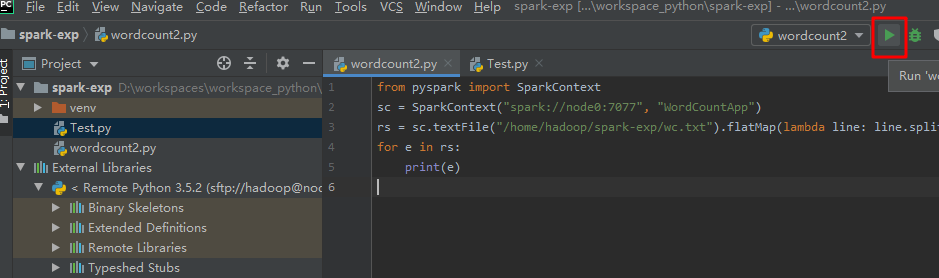 PC File Edit View Navigate Code Refactor Run Tools VCS Window Help spark-exp [...\workspace_python\spark-exp] - ...\wordcount2.py
spark-exp wordcount2.py wordcount2
1: Project
Project wordcount2.py Test.py
Run 'wo
spark-exp D:\workspaces\workspace_python\
venv
Test.py
wordcount2.py
External Libraries
< Remote Python 3.5.2 (sftp://hadoop@noc
Binary Skeletons
Extended Definitions
Remote Libraries
Typeshed Stubs
1 from pyspark import SparkContext
2 sc = SparkContext("spark://node0:7077", "WordCountApp")
3 rs = sc.textFile("/home/hadoop/spark-exp/wc.txt").flatMap(lambda line: line.split
4 for e in rs:
5 print(e)
6